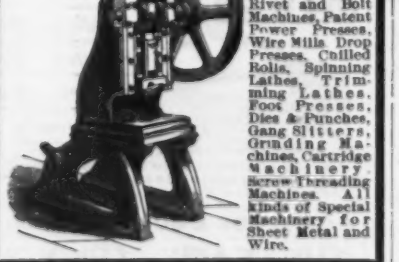 Rivet and Bolt
Machines, Patent
Power Presses,
Wire Mills Drop
Presses, Chilled
Rolls, Spinning
Lathes, Trim-
ming Lathes,
Foot Presses,
Dies & Punches,
Gang Slitters,
Grinding Ma-
chines, Cartridge
Machinery,
Screw Threading
Machines. All
kinds of Special
Machinery for
Sheet Metal and
Wire.